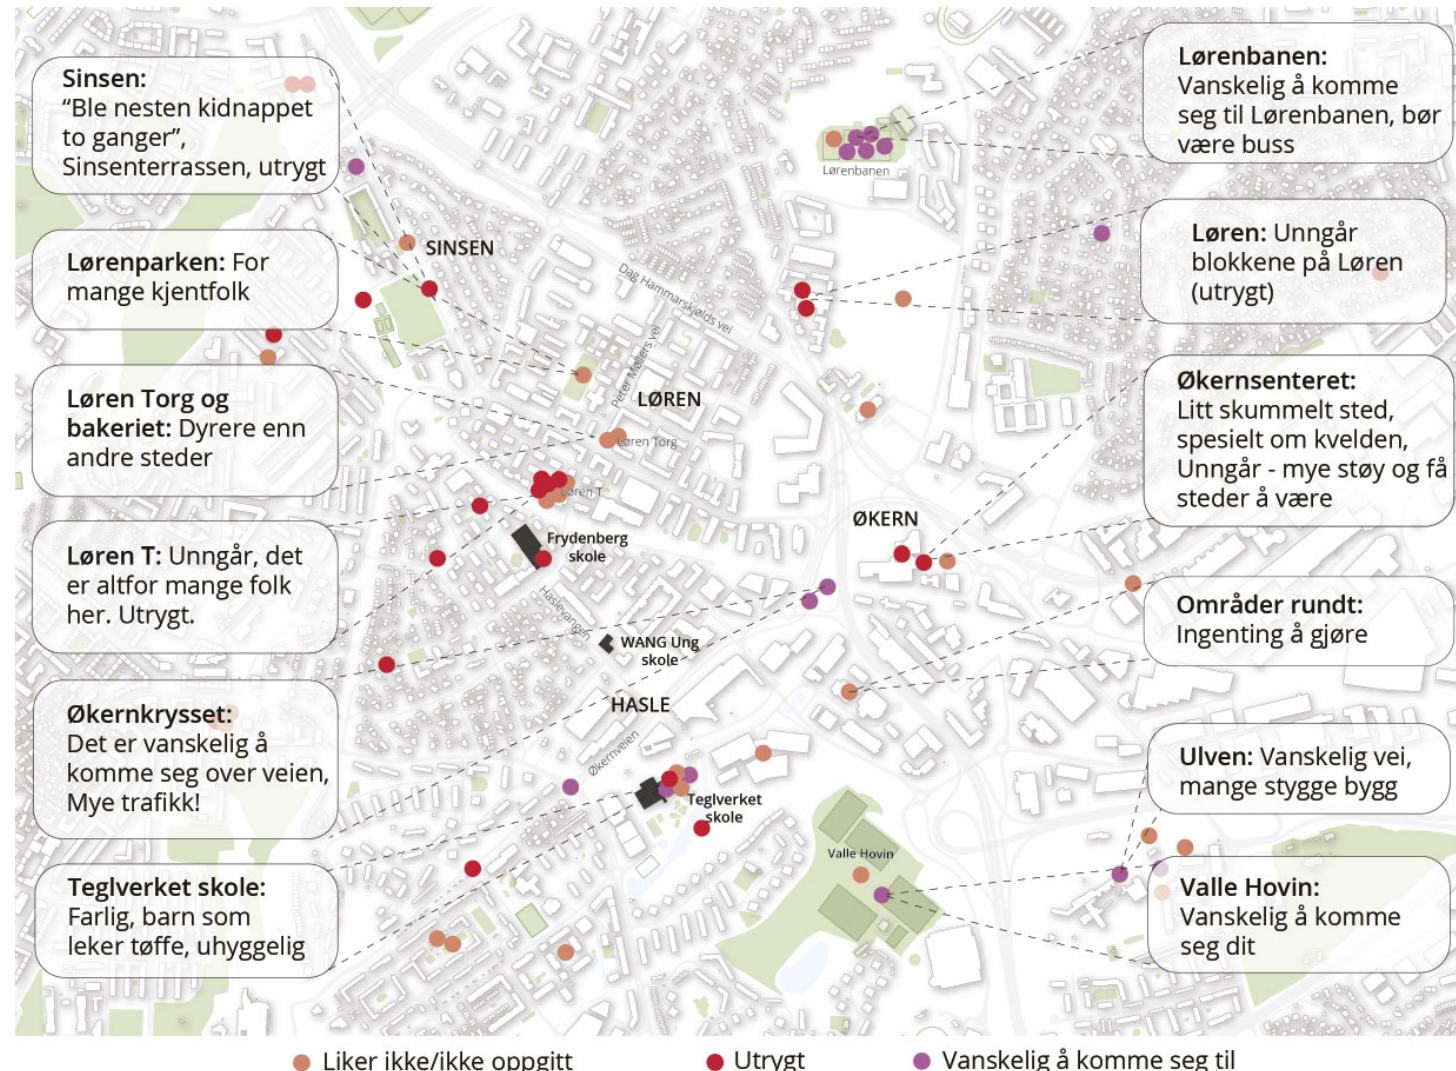 Sinsen:
“Ble nesten kidnappet
to ganger”,
Sinsenterrassen, utrygt
Lørenparken: For
mange kjentfolk
Løren Torg og
bakeriet: Dyrere enn
andre steder
Løren T: Unngår, det
er altfor mange folk
her. Utrygt.
Økernkrysset:
Det er vanskelig å
komme seg over veien,
Mye trafikk!
Teglverket skole:
Farlig, barn som
leker tøffe, uhyggelig
SINSEN
Dag Hammarskjølds vei
Peter Møllers vei
LØREN
Løren Torg
Løren T
Frydenberg
skole
Haslevangen
WANG Ung
skole
HASLE
Økernveien
Teglverket
skole
Lørenbanen
ØKERN
Valle Hovin
Lørenbanen:
Vanskelig å komme
seg til Lørenbanen, bør
være buss
Løren: Unngår
blokkene på Løren
(utrygt)
Økernsenteret:
Litt skummelt sted,
spesielt om kvelden,
Unngår - mye støy og få
steder å være
Områder rundt:
Ingenting å gjøre
Ulven: Vanskelig vei,
mange stygge bygg
Valle Hovin:
Vanskelig å komme
seg dit
Liker ikke/ikke oppgitt
Utrygt
Vanskelig å komme seg til